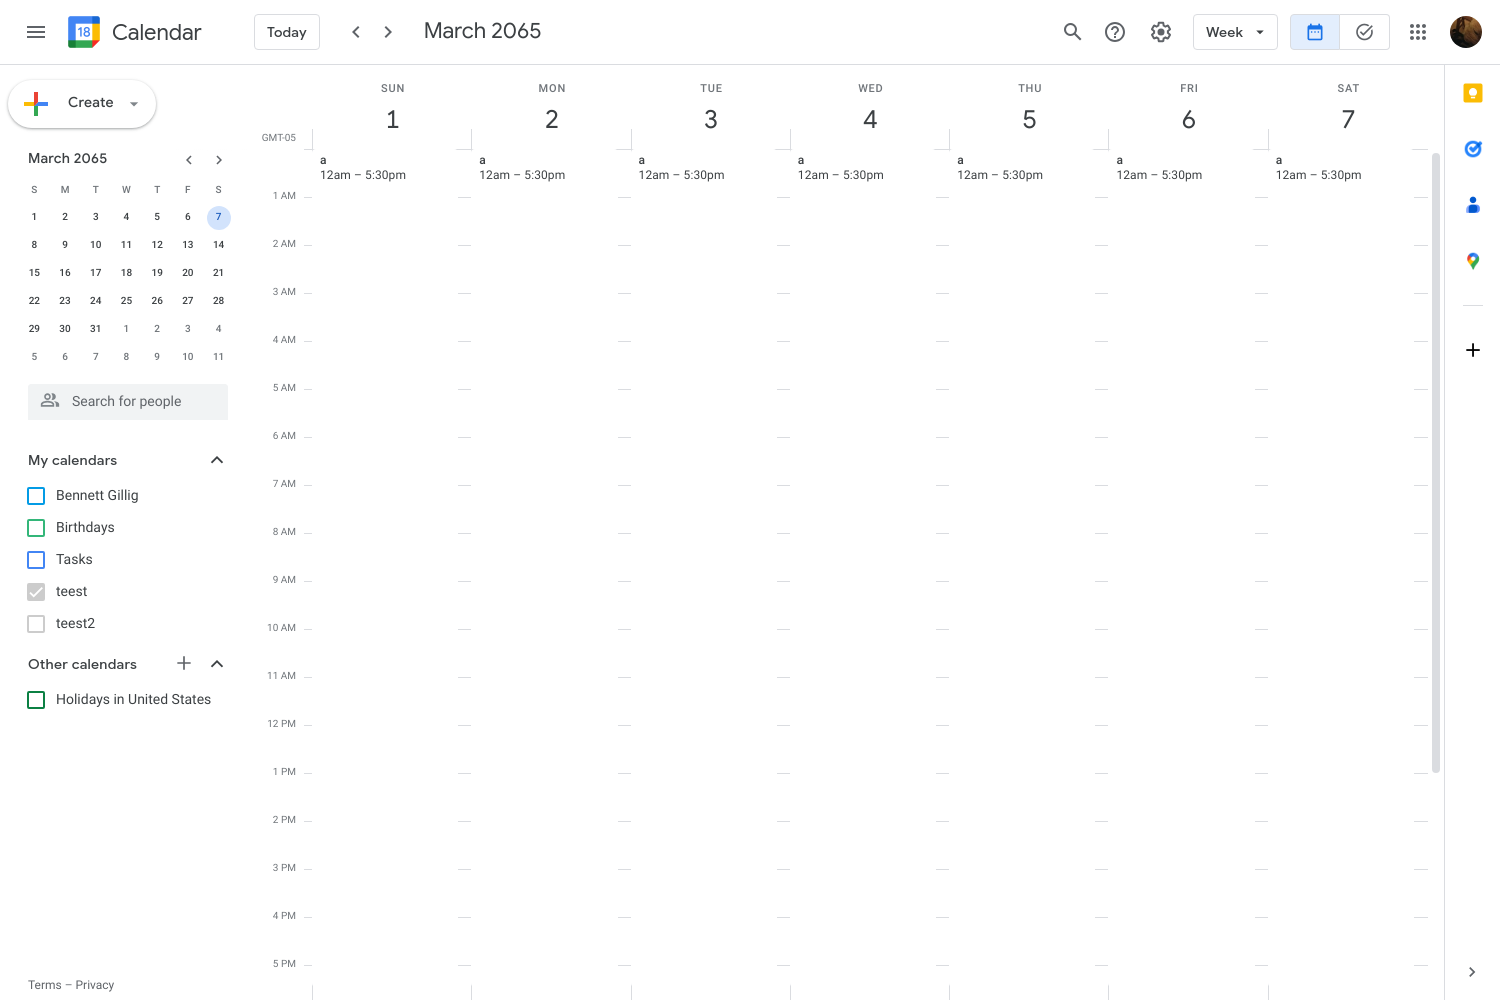 18 Calendar Today March 2065 Week
Create
SUN MON TUE WED THU FRI SAT
1 2 3 4 5 6 7
GMT-05
March 2065
S M T W T F S
1 2 3 4 5 6 7
8 9 10 11 12 13 14
15 16 17 18 19 20 21
22 23 24 25 26 27 28
29 30 31 1 2 3 4
5 6 7 8 9 10 11
Search for people
My calendars
Bennett Gillig
Birthdays
Tasks
teest
teest2
Other calendars
Holidays in United States
Terms – Privacy
a a a a a a a
12am – 5:30pm 12am – 5:30pm 12am – 5:30pm 12am – 5:30pm 12am – 5:30pm 12am – 5:30pm 12am – 5:30pm
1 AM
2 AM
3 AM
4 AM
5 AM
6 AM
7 AM
8 AM
9 AM
10 AM
11 AM
12 PM
1 PM
2 PM
3 PM
4 PM
5 PM